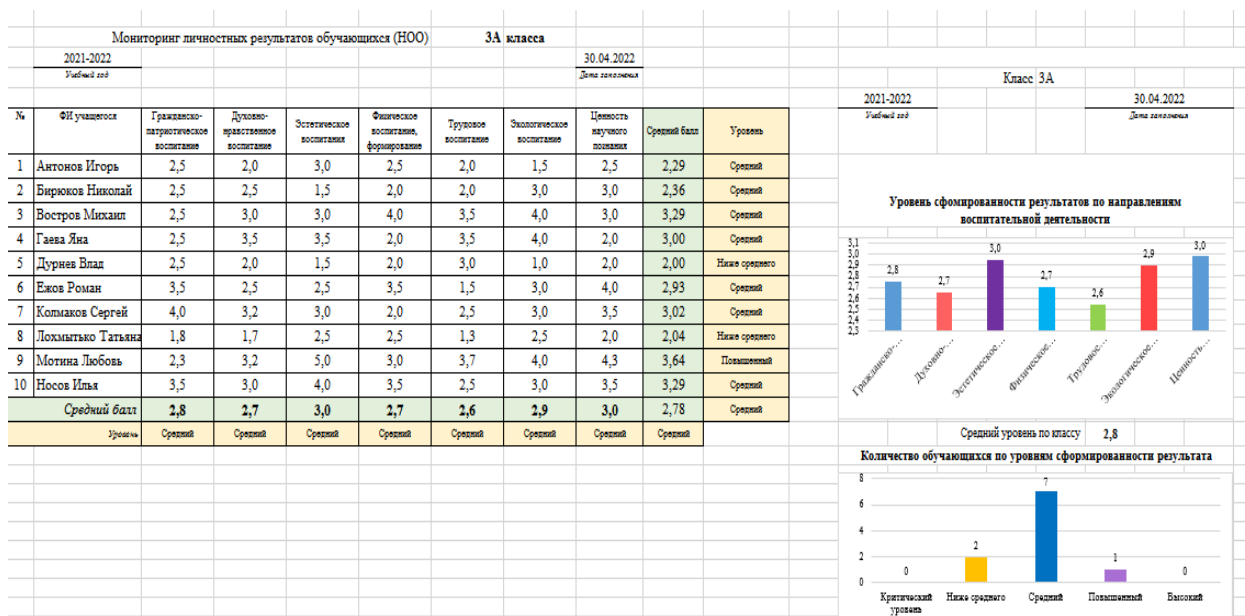 Мониторинг личностных результатов обучающихся (НОО) 3А класса
2021-2022 30.04.2022
Учебный год Дата заполнения
№ ФИ учащегося Гражданско-патриотическое воспитание Духовно-нравственное воспитание Эстетическое воспитания Физическое воспитание, формирование Трудовое воспитание Экологическое воспитание Ценность научного познания Средний балл Уровень
1 Антонов Игорь 2,5 2,0 3,0 2,5 2,0 1,5 2,5 2,29 Средний
2 Бирюков Николай 2,5 2,5 1,5 2,0 2,0 3,0 3,0 2,36 Средний
3 Востров Михаил 2,5 3,0 3,0 4,0 3,5 4,0 3,0 3,29 Средний
4 Гаева Яна 2,5 3,5 3,5 2,0 3,5 4,0 2,0 3,00 Средний
5 Дурнев Влад 2,5 2,0 1,5 2,0 3,0 1,0 2,0 2,00 Ниже среднего
6 Ежов Роман 3,5 2,5 2,5 3,5 1,5 3,0 4,0 2,93 Средний
7 Колмаков Сергей 4,0 3,2 3,0 2,0 2,5 3,0 3,5 3,02 Средний
8 Лохмытько Татьяна 1,8 1,7 2,5 2,5 1,3 2,5 2,0 2,04 Ниже среднего
9 Мотина Любовь 2,3 3,2 5,0 3,0 3,7 4,0 4,3 3,64 Повышенный
10 Носов Илья 3,5 3,0 4,0 3,5 2,5 3,0 3,5 3,29 Средний
Средний балл 2,8 2,7 3,0 2,7 2,6 2,9 3,0 2,78 Средний
Уровень Средний Средний Средний Средний Средний Средний Средний Средний
Класс 3А
2021-2022 30.04.2022
Учебный год Дата заполнения
Уровень сфомированности результатов по направлениям
воспитательной деятельности
3,1
3,0
2,9
2,8
2,7
2,6
2,5
2,4
2,3
2,8 2,7 3,0 2,7 2,6 2,9 3,0
Гражданско-... Духовно-... Эстетическое... Физическое... Трудовое... Экологическое... Ценность...
Средний уровень по классу 2,8
Количество обучающихся по уровням сформированности результата
8
6
4
2
0
0 2 7 1 0
Критический уровень Ниже среднего Средний Повышенный Высокий